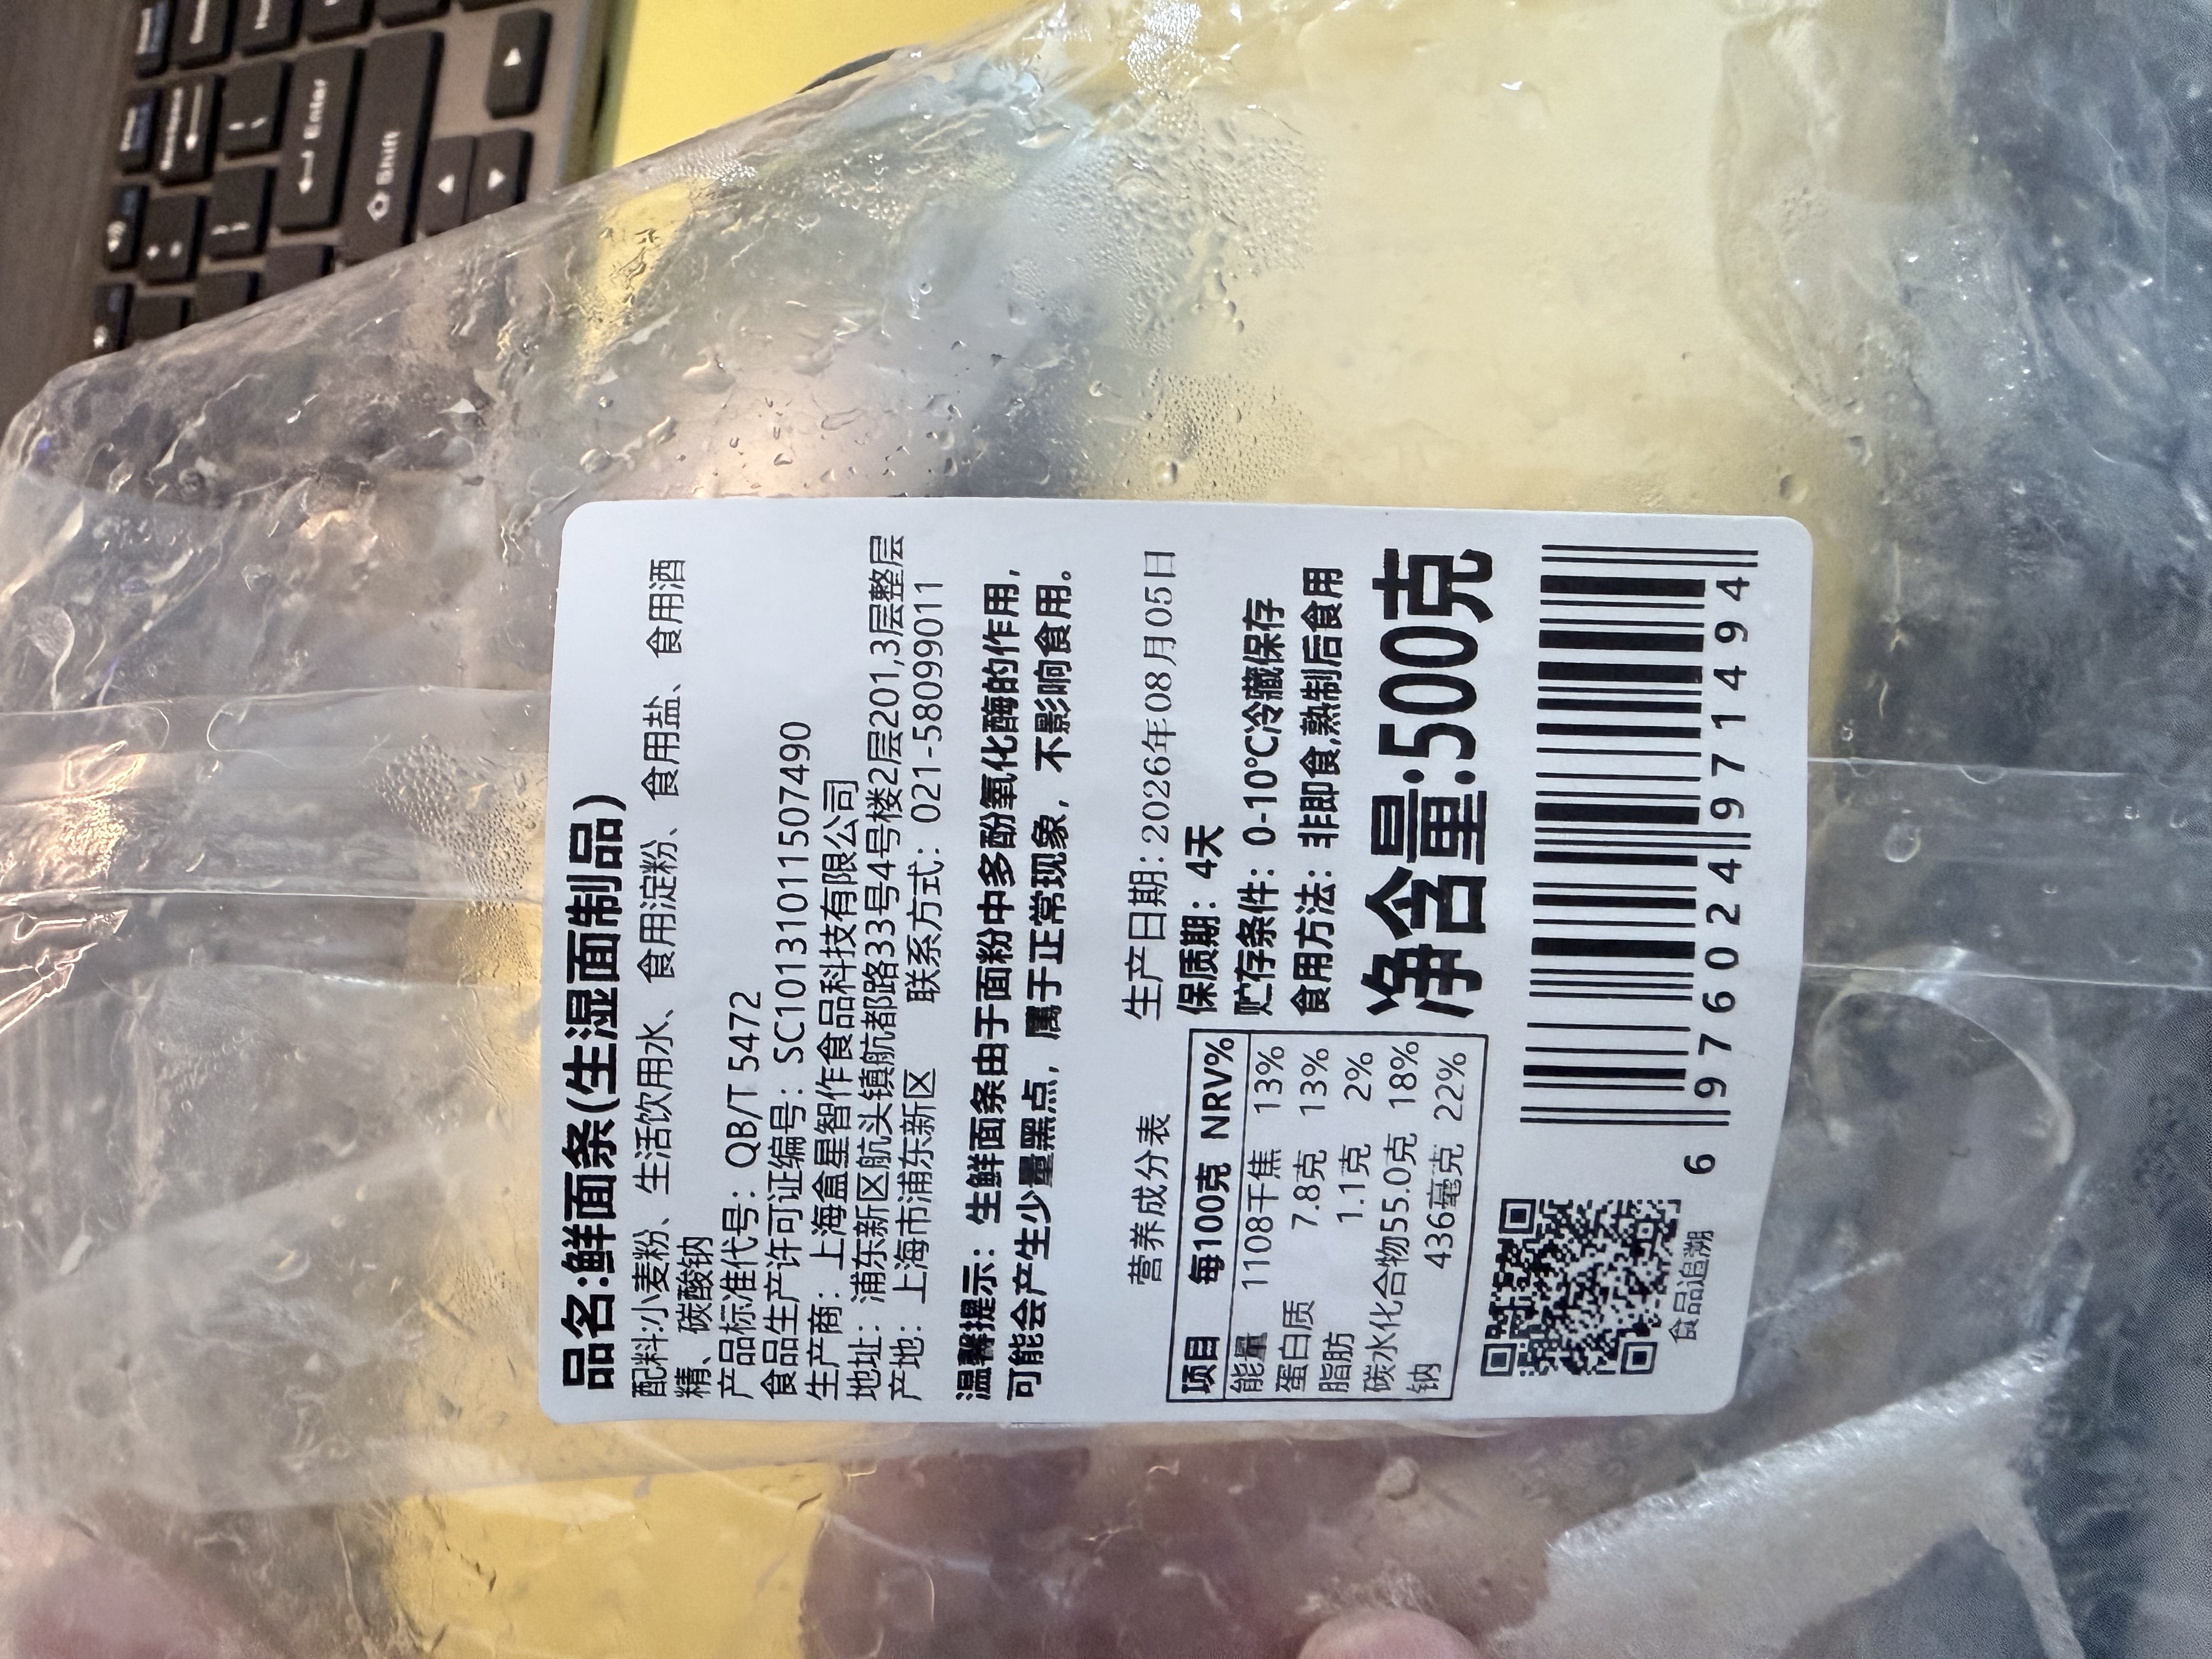 品名:鲜面条(生湿面制品)
配料:小麦粉、生活饮用水、食用淀粉、食用盐、食用酒
精、碳酸钠
产品标准代号：QB/T 5472
食品生产许可证编号：SC10131011507490
生产商：上海盒星智作食品科技有限公司
地址：浦东新区航头镇航都路33号4号楼2层201,3层整层
产地：上海市浦东新区 联系方式：021-58099011
温馨提示：生鲜面条由于面粉中多酚氧化酶的作用，
可能会产生少量黑点，属于正常现象，不影响食用。
营养成分表
项目 每100克 NRV%
能量 1108千焦 13%
蛋白质 7.8克 13%
脂肪 1.1克 2%
碳水化合物55.0克 18%
钠 436毫克 22%
生产日期：2026年08月05日
保质期：4天
贮存条件：0-10℃冷藏保存
食用方法：非即食,熟制后食用
净含量:500克
食品追溯
6 976024 971494
Enter
Shift